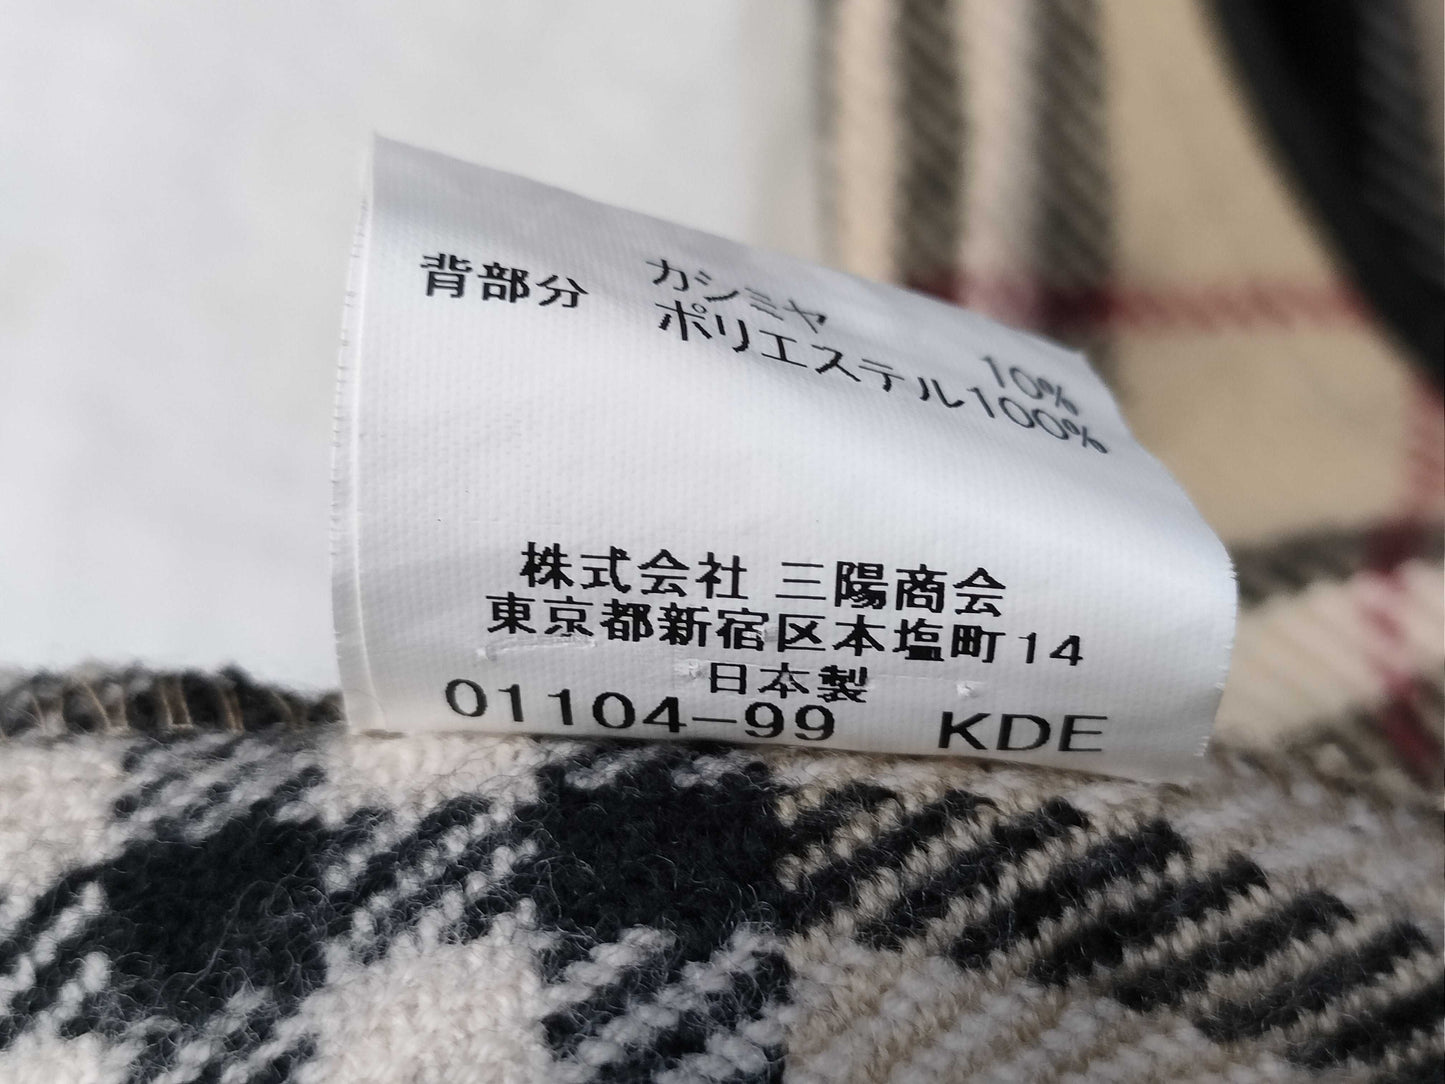 カシミヤ 10%
背部分 ポリエステル100%
株式会社 三陽商会
東京都新宿区本塩町14
日本製
01104-99 KDE